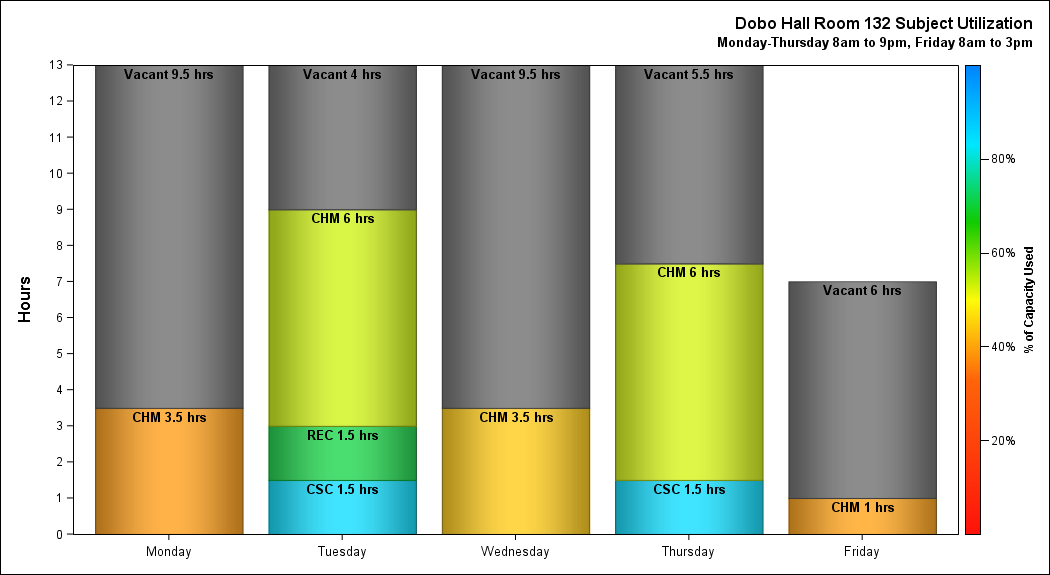 Dobo Hall Room 132 Subject Utilization
Monday-Thursday 8am to 9pm, Friday 8am to 3pm
Hours
13
12
11
10
9
8
7
6
5
4
3
2
1
0
Vacant 9.5 hrs
CHM 3.5 hrs
Vacant 4 hrs
CHM 6 hrs
REC 1.5 hrs
CSC 1.5 hrs
Vacant 9.5 hrs
CHM 3.5 hrs
Vacant 5.5 hrs
CHM 6 hrs
CSC 1.5 hrs
Vacant 6 hrs
CHM 1 hrs
Monday
Tuesday
Wednesday
Thursday
Friday
80%
60%
40%
20%
% of Capacity Used